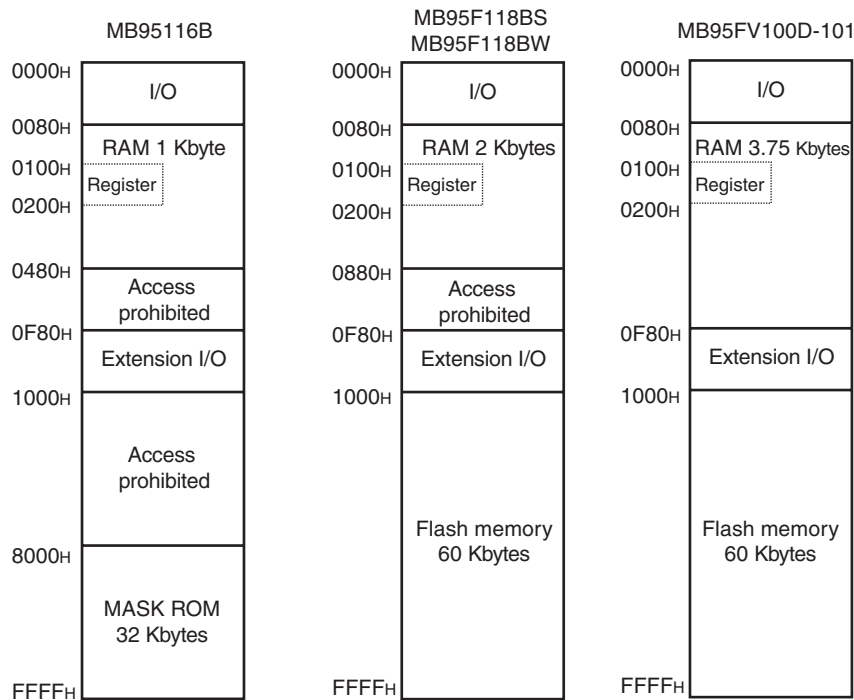 MB95116B
0000H
I/O
0080H
RAM 1 Kbyte
0100H
Register
0200H
0480H
Access
prohibited
0F80H
Extension I/O
1000H
Access
prohibited
8000H
MASK ROM
32 Kbytes
FFFFH
MB95F118BS
MB95F118BW
0000H
I/O
0080H
RAM 2 Kbytes
0100H
Register
0200H
0880H
Access
prohibited
0F80H
Extension I/O
1000H
Flash memory
60 Kbytes
FFFFH
MB95FV100D-101
0000H
I/O
0080H
RAM 3.75 Kbytes
0100H
Register
0200H
0F80H
Extension I/O
1000H
Flash memory
60 Kbytes
FFFFH